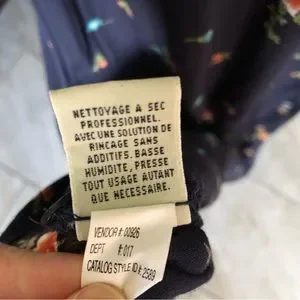 NETTOYAGE A SEC
PROFESSIONNEL.
AVEC UNE SOLUTION DE
RINCAGE SANS
ADDITIFS. BASSE
HUMIDITE, PRESSE
TOUT USAGE AUTANT
QUE NECESSAIRE.
VENDOR #: 00926
DEPT #: 017
CATALOG STYLE ID #: 2589